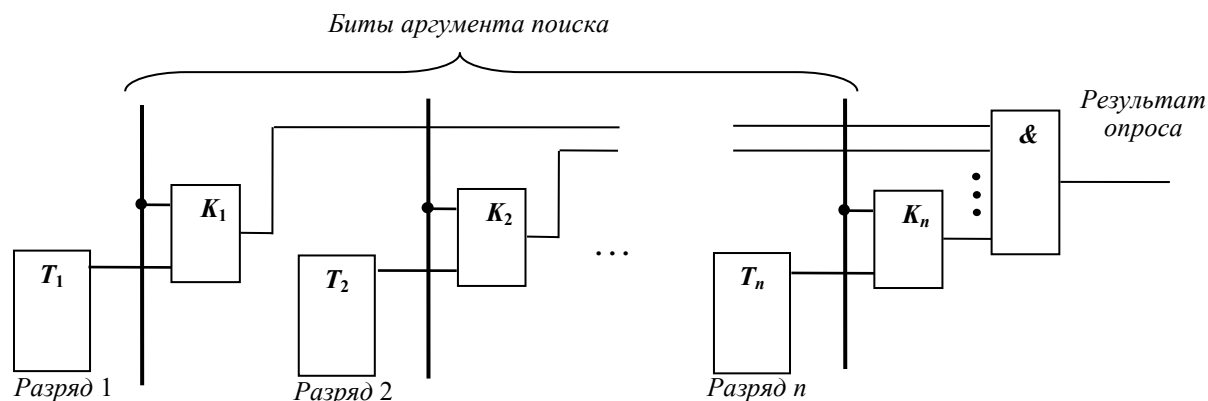 Биты аргумента поиска
Результат
опроса
&
K1
K2
Kn
T1
T2
...
Tn
Разряд 1
Разряд 2
Разряд n